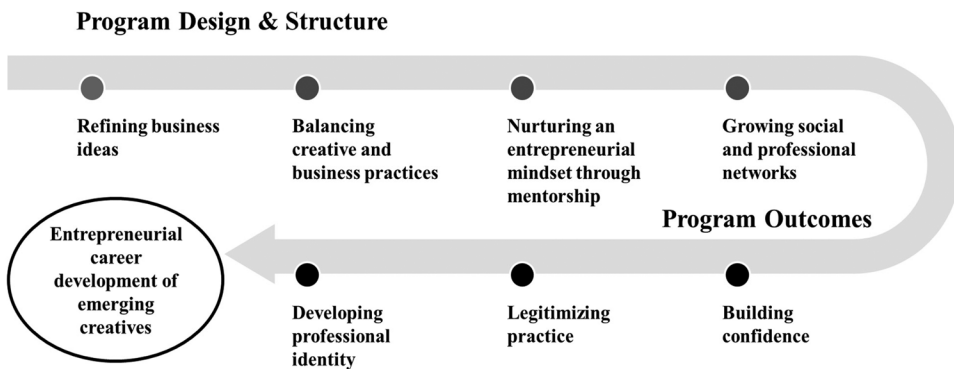 Program Design & Structure
Refining business
ideas
Balancing
creative and
business practices
Nurturing an
entrepreneurial
mindset through
mentorship
Growing social
and professional
networks
Program Outcomes
Building
confidence
Legitimizing
practice
Developing
professional
identity
Entrepreneurial
career
development of
emerging
creatives